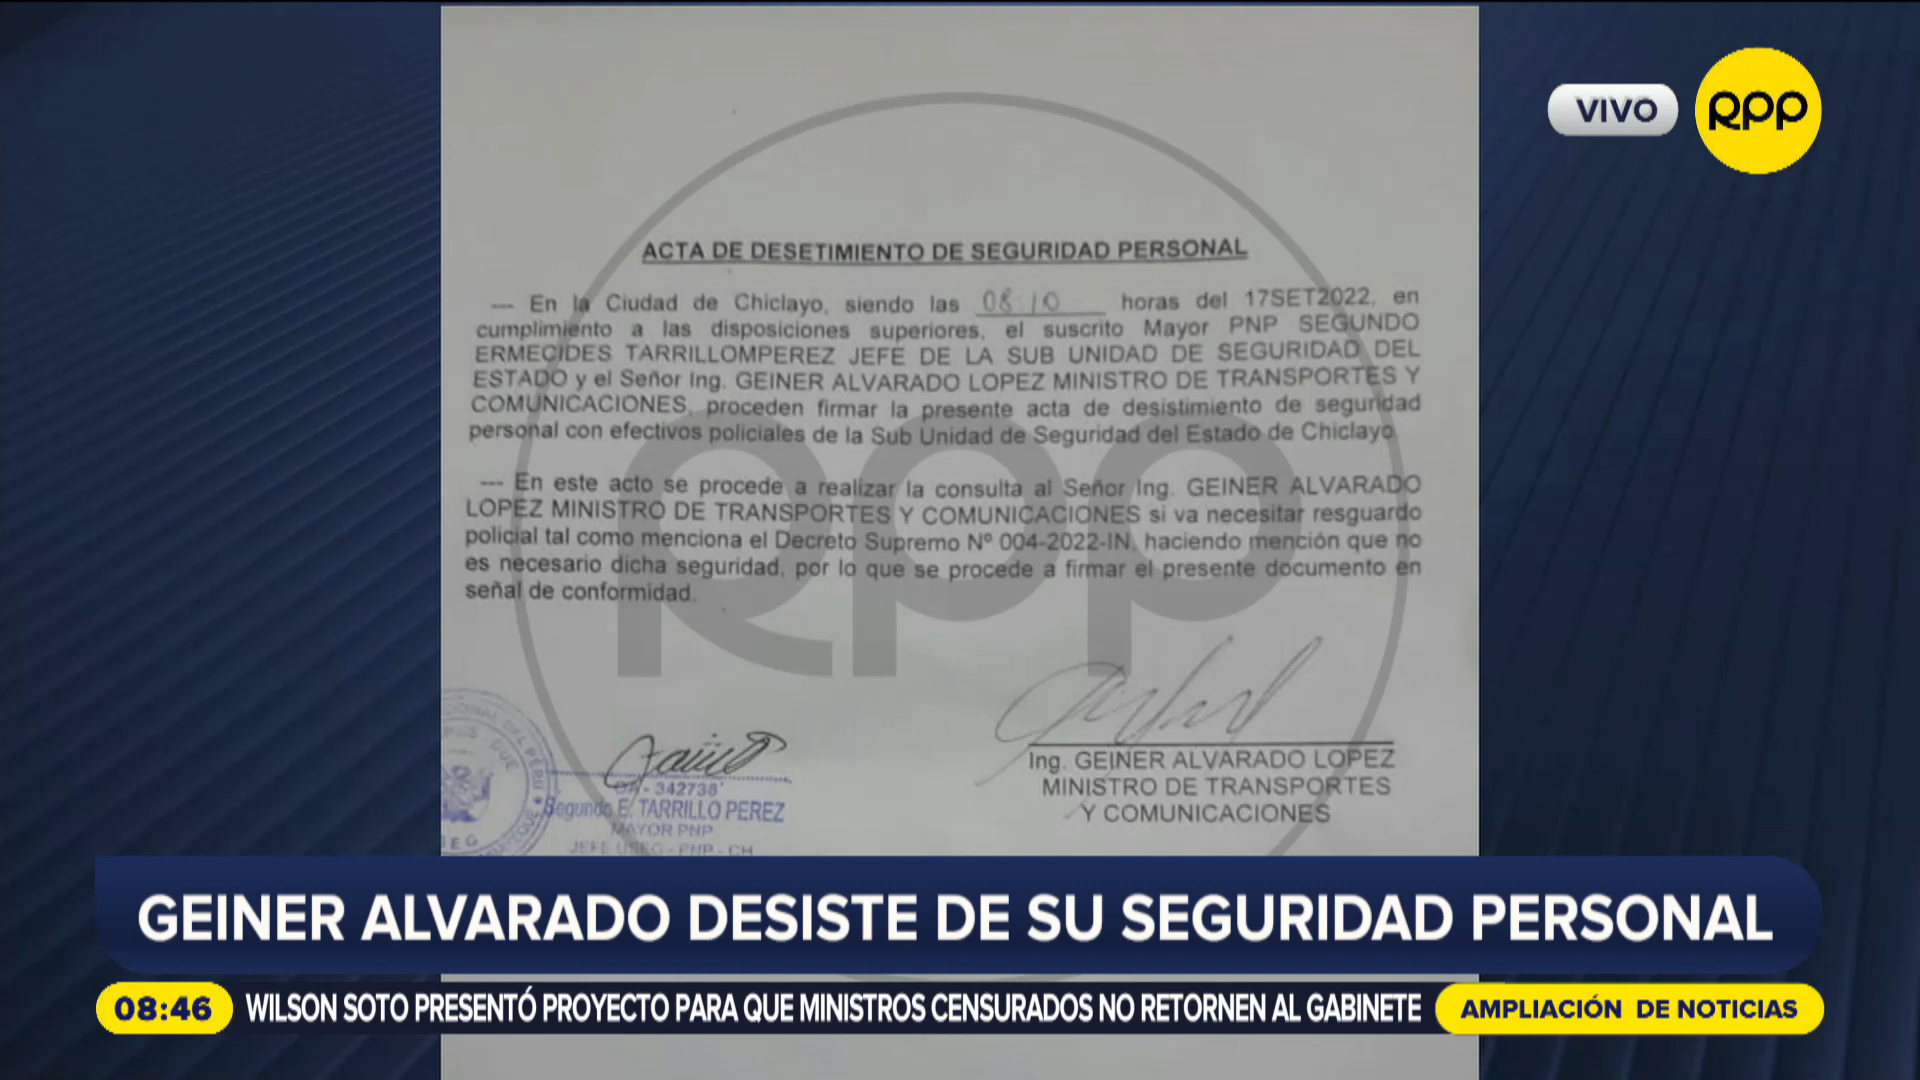 VIVO
RPP
ACTA DE DESETIMIENTO DE SEGURIDAD PERSONAL
--- En la Ciudad de Chiclayo, siendo las 08:10 horas del 17SET2022, en
cumplimiento a las disposiciones superiores, el suscrito Mayor PNP SEGUNDO
ERMECIDES TARRILLOMPEREZ JEFE DE LA SUB UNIDAD DE SEGURIDAD DEL
ESTADO y el Señor Ing. GEINER ALVARADO LOPEZ MINISTRO DE TRANSPORTES Y
COMUNICACIONES, proceden firmar la presente acta de desistimiento de seguridad
personal con efectivos policiales de la Sub Unidad de Seguridad del Estado de Chiclayo
--- En este acto se procede a realizar la consulta al Señor Ing. GEINER ALVARADO
LOPEZ MINISTRO DE TRANSPORTES Y COMUNICACIONES si va necesitar resguardo
policial tal como menciona el Decreto Supremo Nº 004-2022-IN, haciendo mención que no
es necesario dicha seguridad, por lo que se procede a firmar el presente documento en
señal de conformidad.
rpp
OA - 342738
Segundo E. TARRILLO PEREZ
MAYOR PNP
JEFE USEG - PNP - CH
Ing. GEINER ALVARADO LOPEZ
MINISTRO DE TRANSPORTES
Y COMUNICACIONES
GEINER ALVARADO DESISTE DE SU SEGURIDAD PERSONAL
08:46 WILSON SOTO PRESENTÓ PROYECTO PARA QUE MINISTROS CENSURADOS NO RETORNEN AL GABINETE AMPLIACIÓN DE NOTICIAS